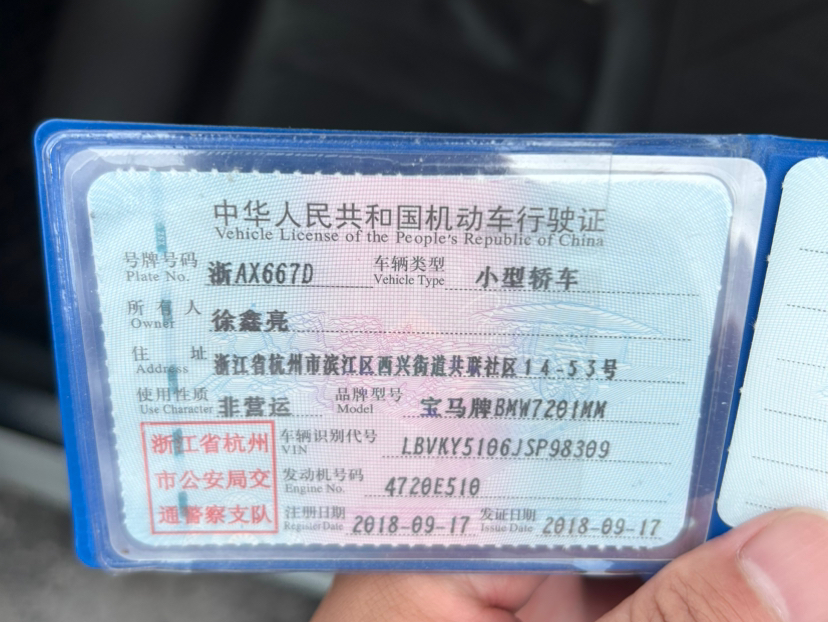 中华人民共和国机动车行驶证
Vehicle License of the People's Republic of China
号牌号码 浙AX667D 车辆类型 小型轿车
Plate No. Vehicle Type
所有人 徐鑫亮
Owner
住址 浙江省杭州市滨江区西兴街道共联社区14-53号
Address
使用性质 非营运 品牌型号 宝马牌BMW7201MM
Use Character Model
浙江省杭州
市公安局交
通警察支队
车辆识别代号 LBVKY5106JSP98309
VIN
发动机号码 4720E510
Engine No.
注册日期 2018-09-17 发证日期 2018-09-17
Register Date Issue Date